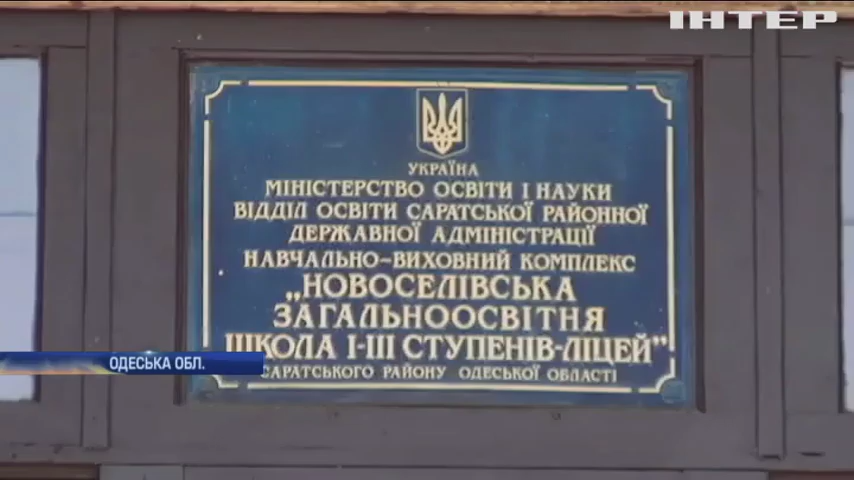 ІНТЕР
УКРАЇНА
МІНІСТЕРСТВО ОСВІТИ І НАУКИ
ВІДДІЛ ОСВІТИ САРАТСЬКОЇ РАЙОННОЇ
ДЕРЖАВНОЇ АДМІНІСТРАЦІЇ
НАВЧАЛЬНО-ВИХОВНИЙ КОМПЛЕКС
„НОВОСЕЛІВСЬКА
ЗАГАЛЬНООСВІТНЯ
ШКОЛА І-ІІІ СТУПЕНІВ-ЛІЦЕЙ"
САРАТСЬКОГО РАЙОНУ ОДЕСЬКОЇ ОБЛАСТІ
ОДЕСЬКА ОБЛ.